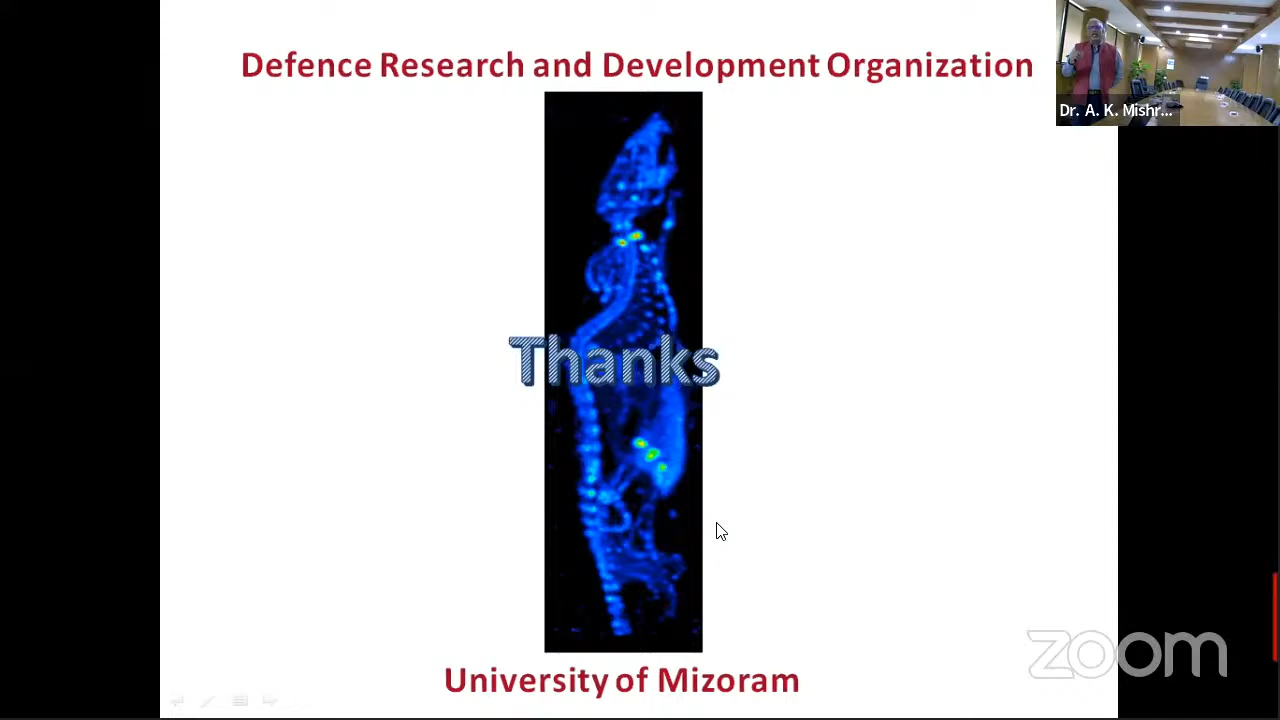 Defence Research and Development Organization
Dr. A. K. Mishr...
Thanks
University of Mizoram
zoom